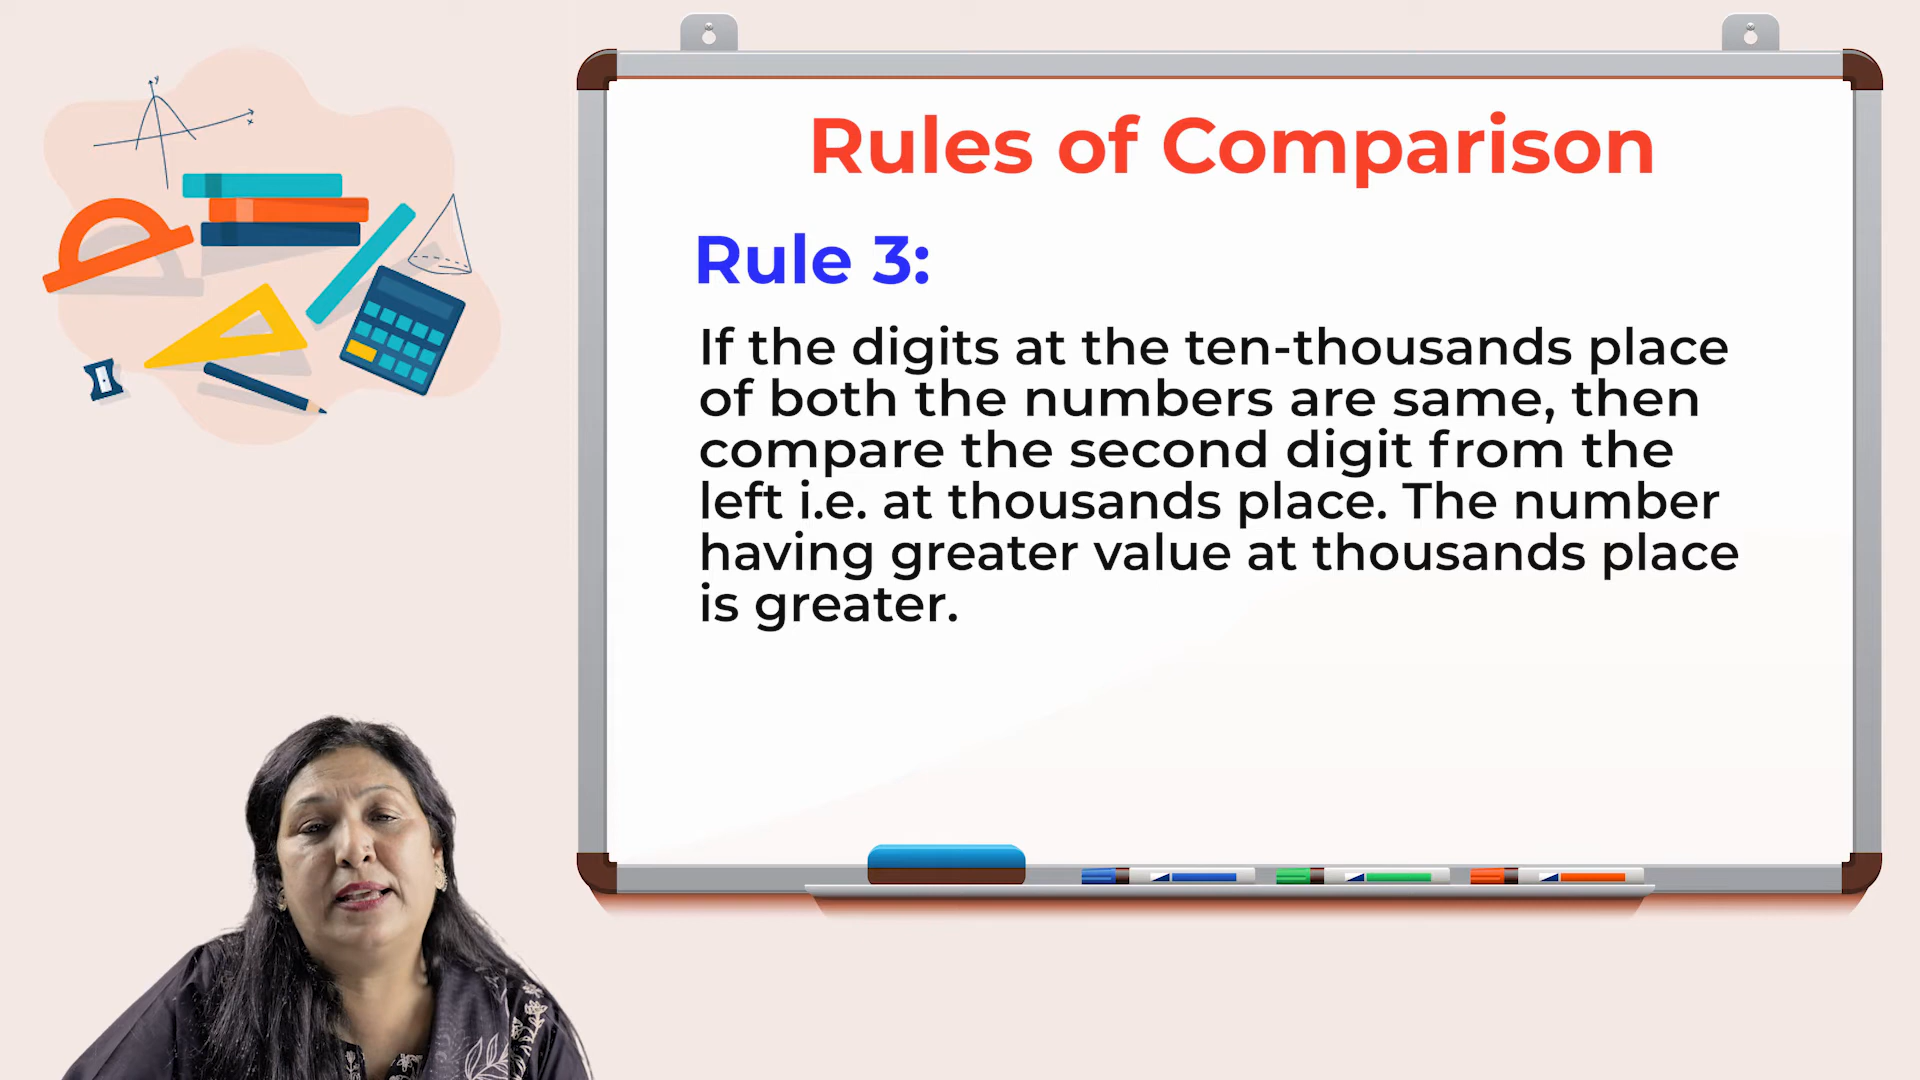 Rules of Comparison
Rule 3:
If the digits at the ten-thousands place
of both the numbers are same, then
compare the second digit from the
left i.e. at thousands place. The number
having greater value at thousands place
is greater.
y
x